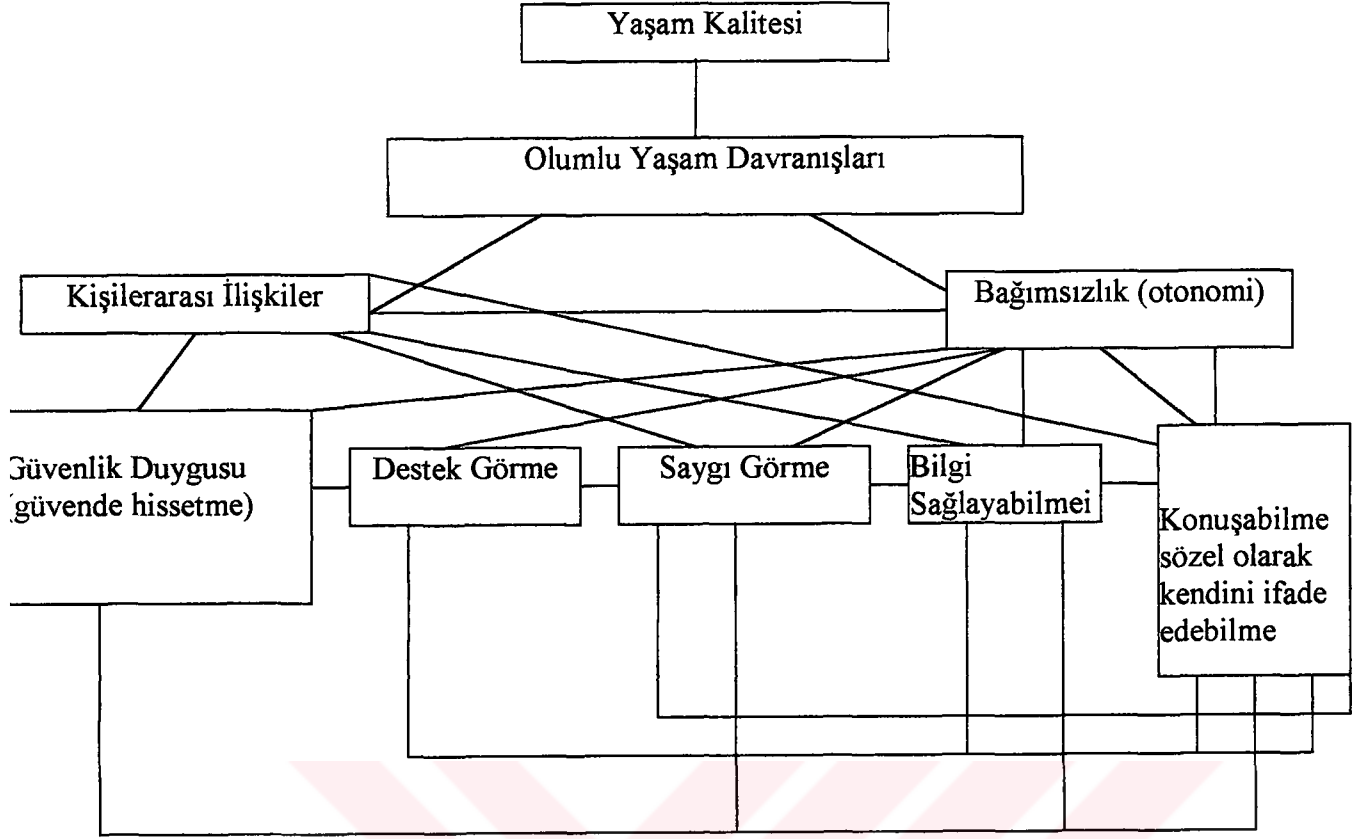 Yaşam Kalitesi
Olumlu Yaşam Davranışları
Kişilerarası İlişkiler
Bağımsızlık (otonomi)
Güvenlik Duygusu
(güvende hissetme)
Destek Görme
Saygı Görme
Bilgi
Sağlayabilmei
Konuşabilme
sözel olarak
kendini ifade
edebilme